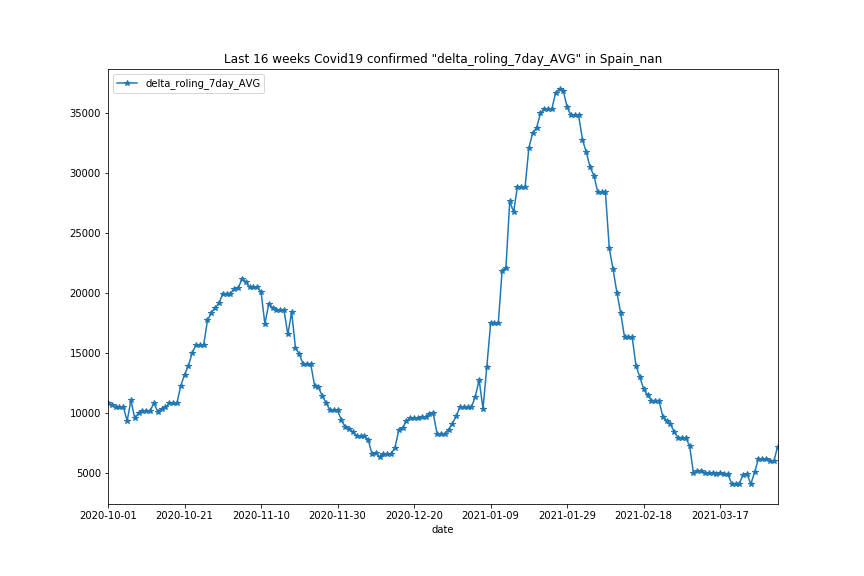 Last 16 weeks Covid19 confirmed "delta_roling_7day_AVG" in Spain_nan
delta_roling_7day_AVG
35000
30000
25000
20000
15000
10000
5000
2020-10-01 2020-10-21 2020-11-10 2020-11-30 2020-12-20 2021-01-09 2021-01-29 2021-02-18 2021-03-17
date